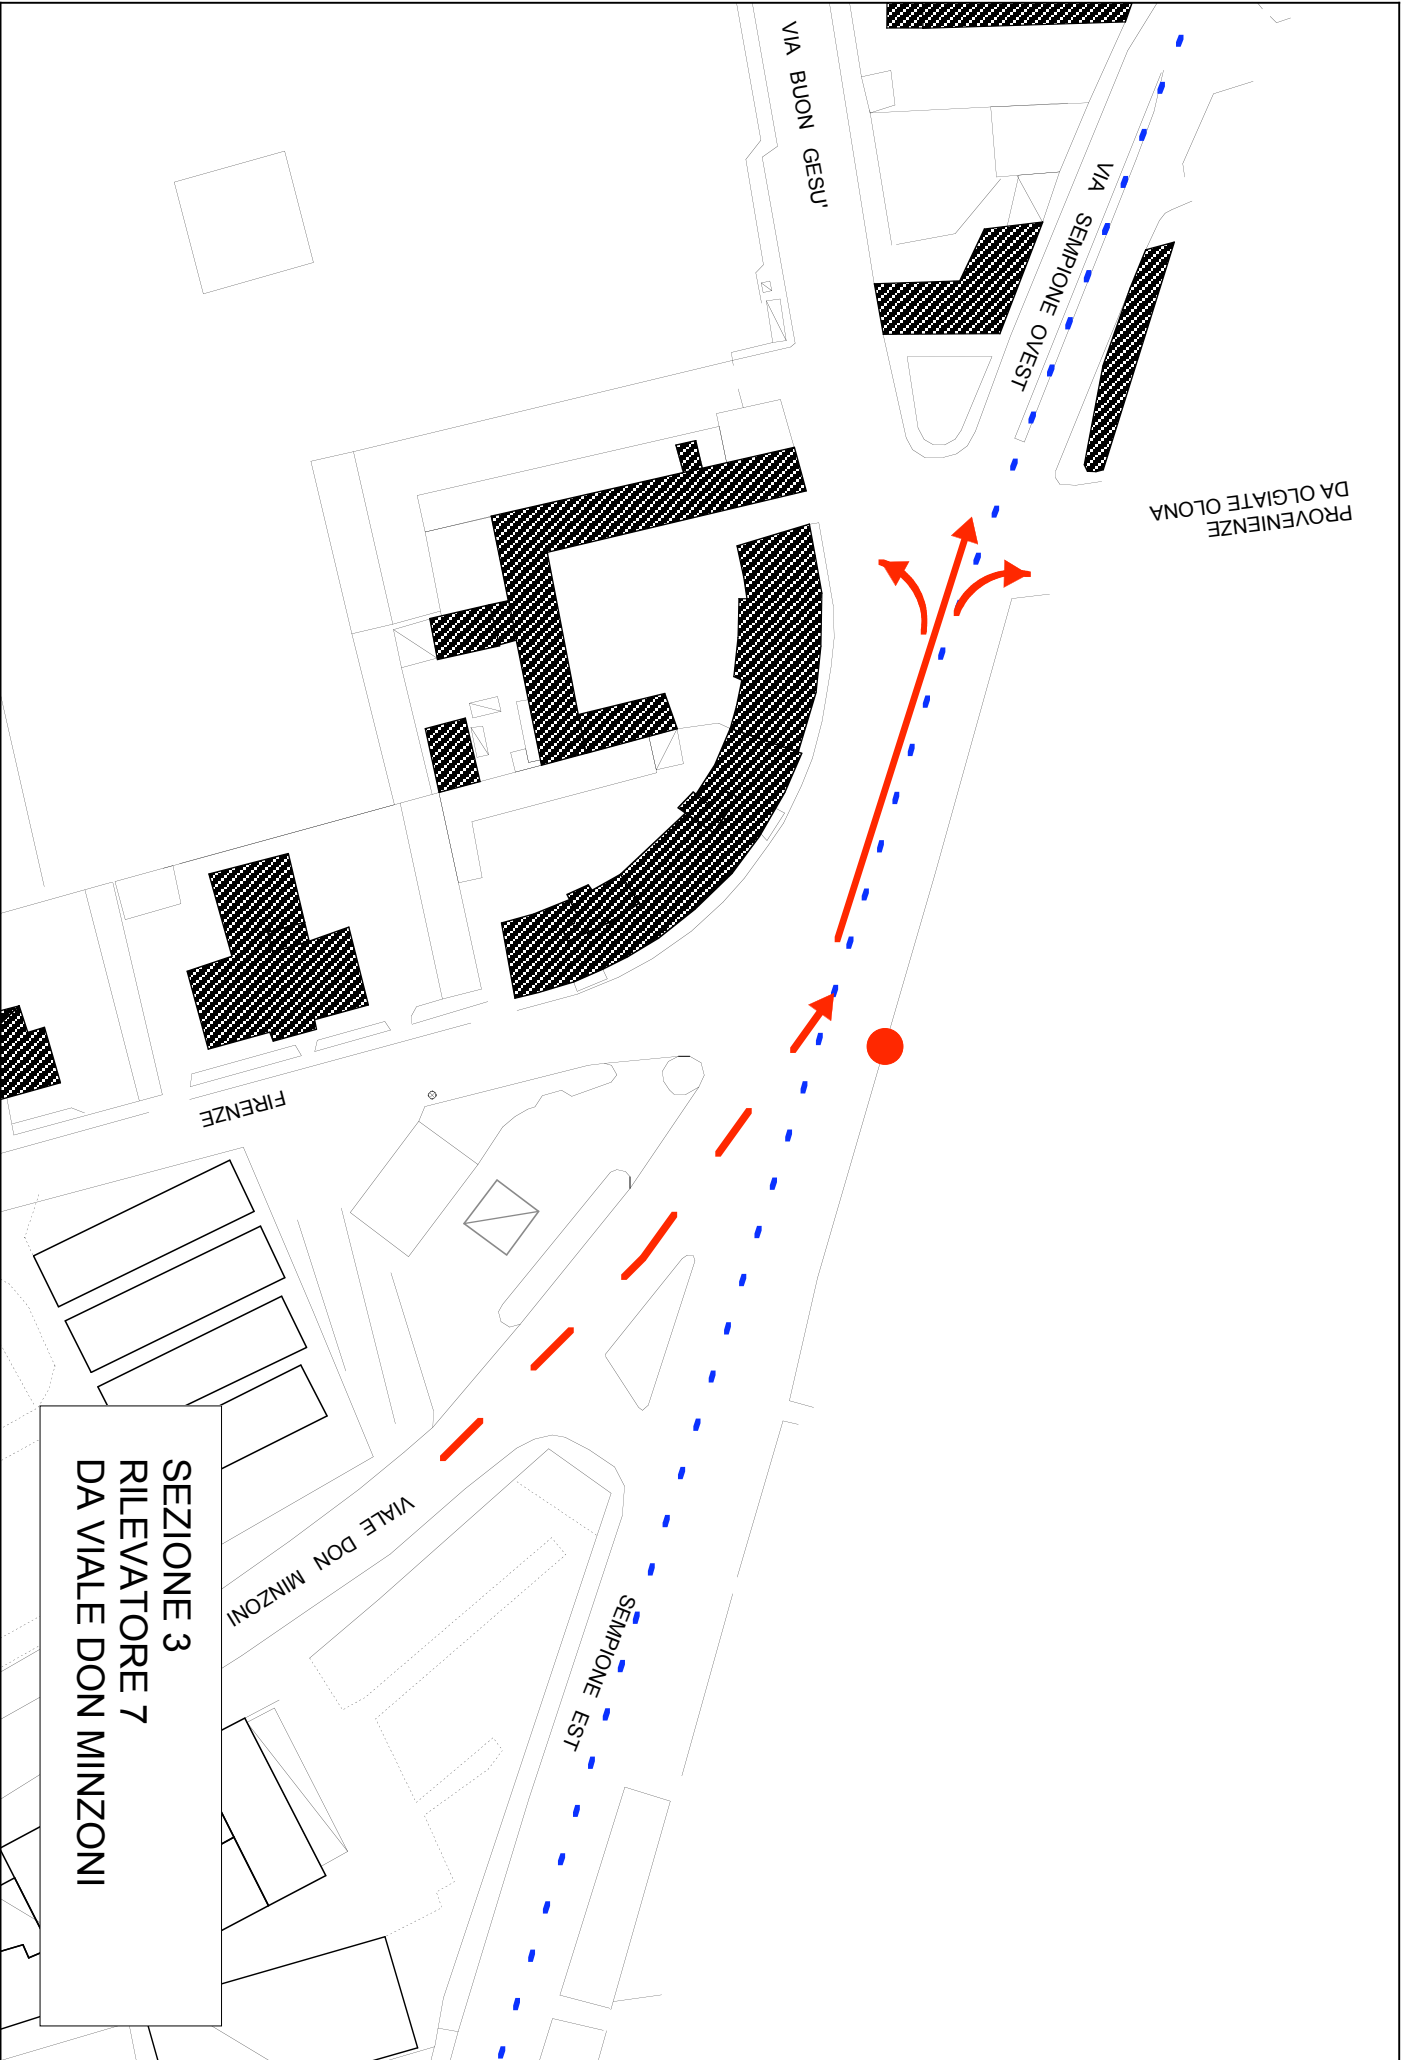 VIA BUON GESU'
VIA SEMPIONE OVEST
PROVENIENZE
DA OLGIATE OLONA
FIRENZE
VIALE DON MINZONI
SEMPIONE EST
SEZIONE 3
RILEVATORE 7
DA VIALE DON MINZONI